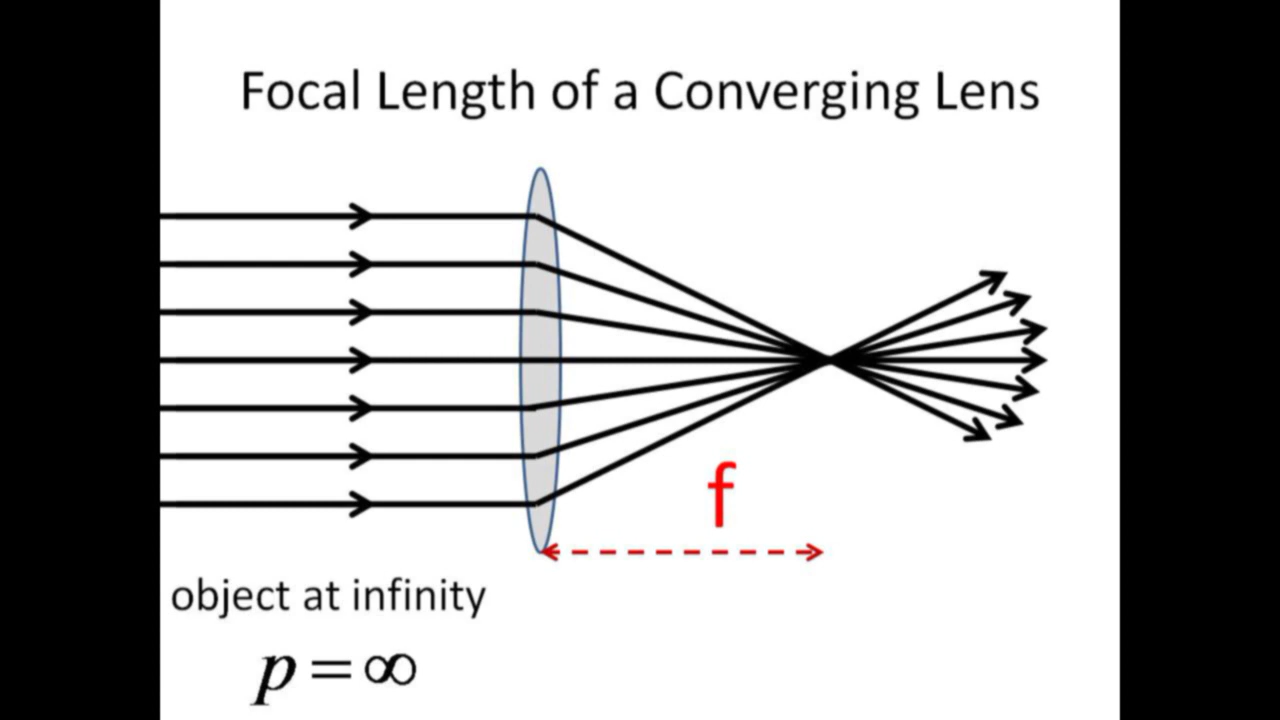 Focal Length of a Converging Lens
f
object at infinity
p = ∞